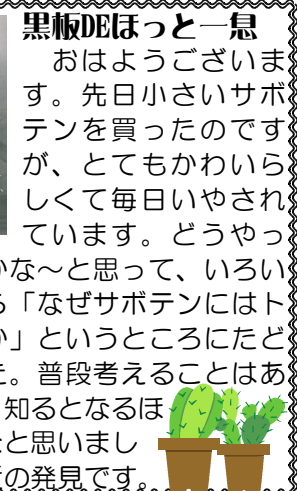 黒板DEほっと一息
おはようございま
す。先日小さいサボ
テンを買ったのです
が、とてもかわいら
しくて毎日いやされ
ています。どうやっ
かな～と思って、いろい
「なぜサボテンにはト
」というところにたど
。普段考えることはあ
知るとなるほ
と思いまし
の発見です。